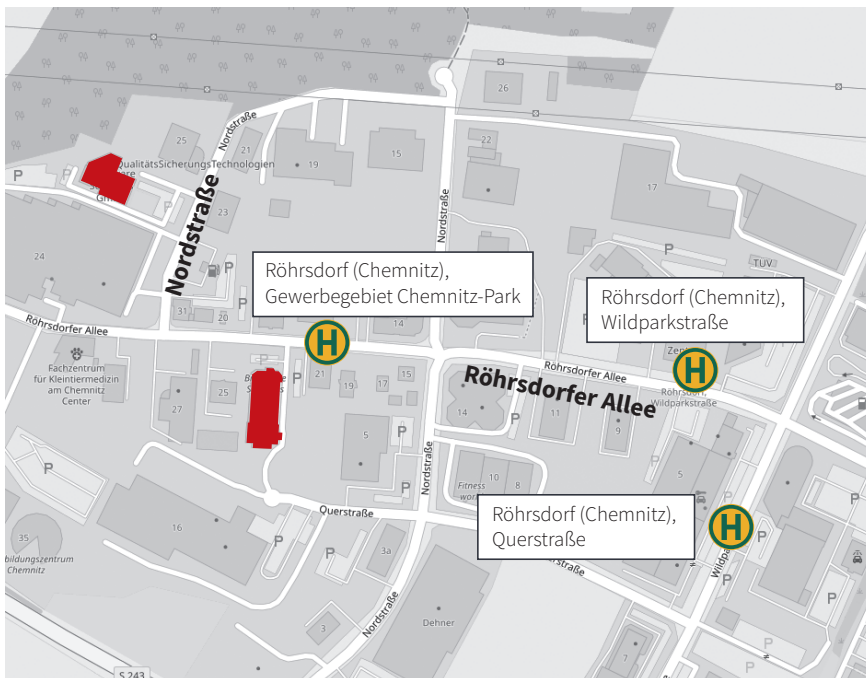 26
Nordstraße
25
21
22
QualitätsSicherungsTechnologien
19
15
P
17
P
Nordstraße
23
Nordstraße
Nordstraße
24
P
P
TÜV
Röhrsdorf (Chemnitz),
Gewerbegebiet Chemnitz-Park
Röhrsdorf (Chemnitz),
Wildparkstraße
31
20
14
Röhrsdorfer Allee
H
Röhrsdorfer Allee
H
Fachzentrum
für Kleintiermedizin
am Chemnitz
Center
P
21
19
17
15
Röhrsdorfer Allee
Röhrsdorf,
Wildparkstraße
27
25
14
11
9
5
P
Nordstraße
5
P
Fitness
10
8
P
P
16
Querstraße
Röhrsdorf (Chemnitz),
Querstraße
H
35
P
P
3a
bildungszentrum
Chemnitz
P
P
Nordstraße
3
Dehner
7
P
P
S 243